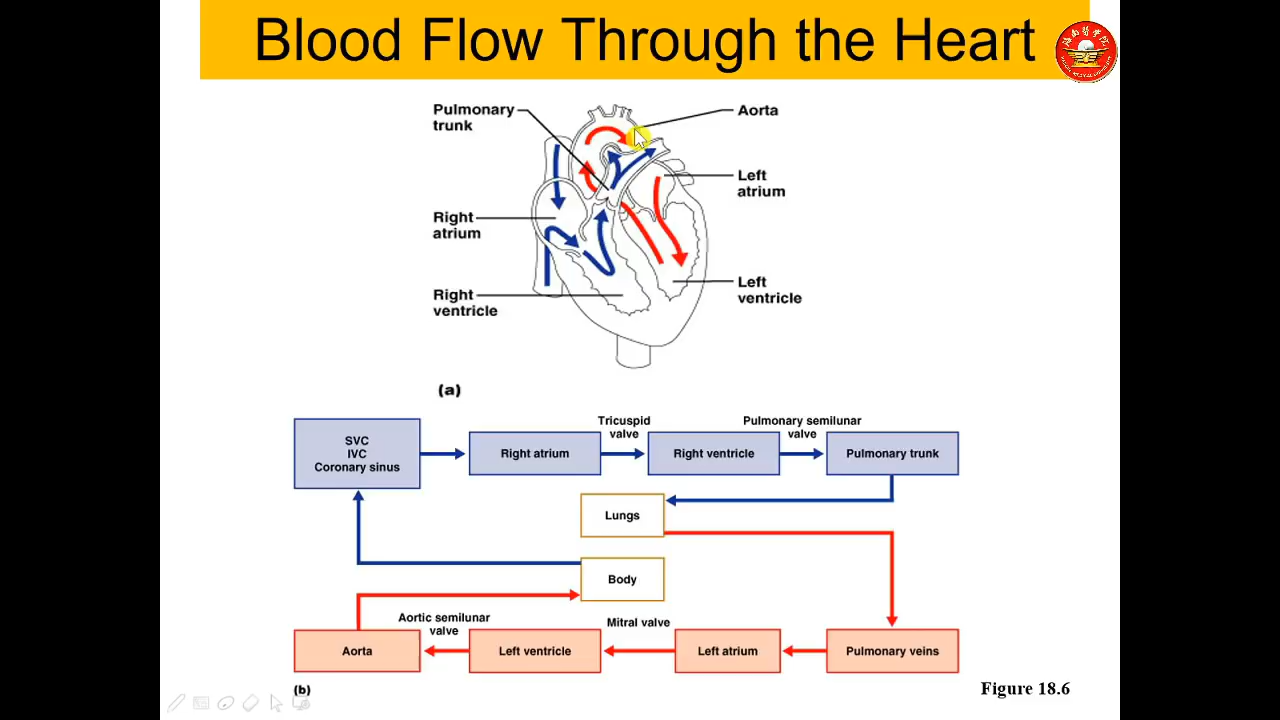 Blood Flow Through the Heart
Pulmonary
trunk
Aorta
Left
atrium
Right
atrium
Left
ventricle
Right
ventricle
(a)
Tricuspid
valve
Pulmonary semilunar
valve
SVC
IVC
Coronary sinus
Right atrium
Right ventricle
Pulmonary trunk
Lungs
Body
Aortic semilunar
valve
Mitral valve
Aorta
Left ventricle
Left atrium
Pulmonary veins
(b)
Figure 18.6